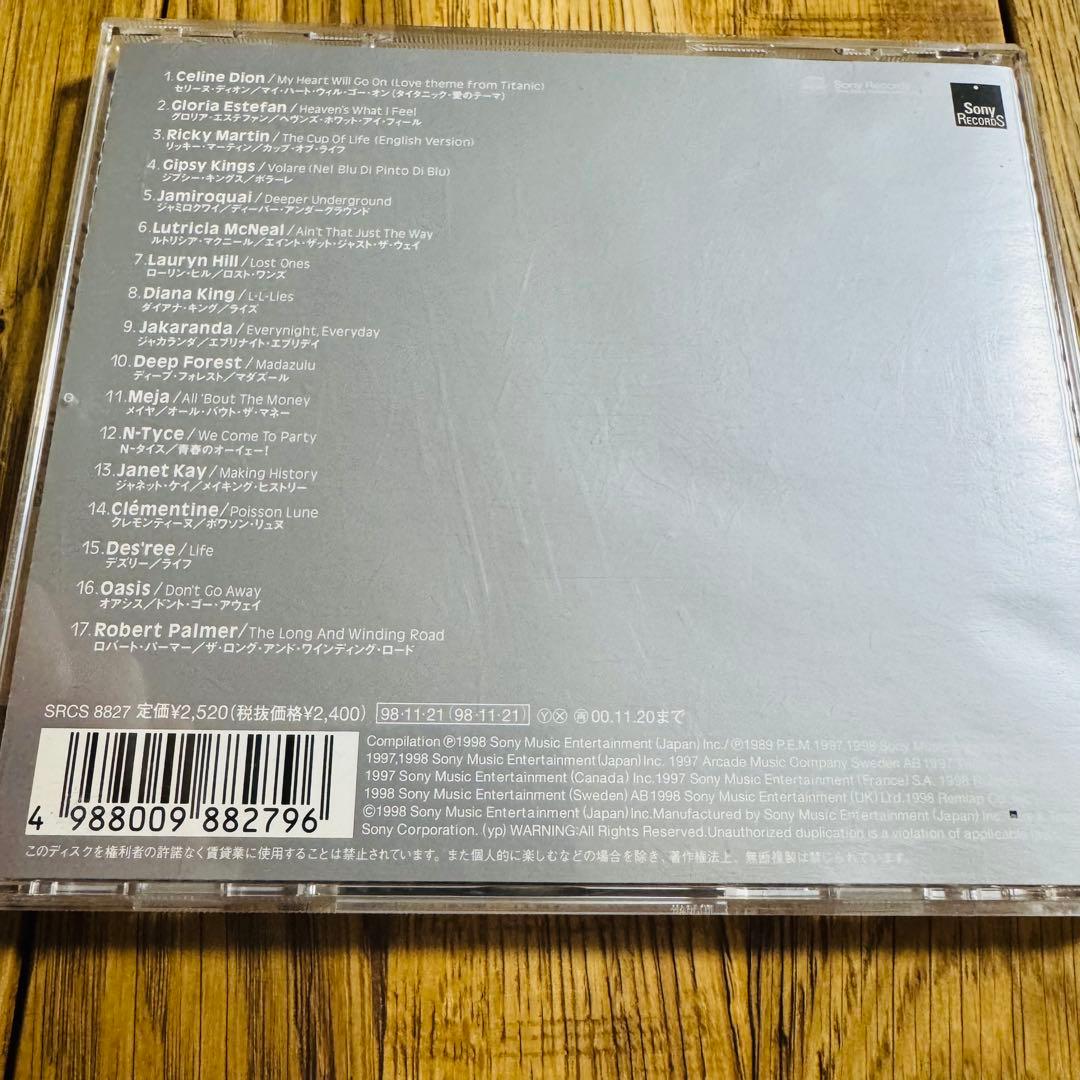 1.Celine Dion/My Heart Will Go On (Love theme from Titanic)
セリーヌ・ディオン/マイ・ハート・ウィル・ゴー・オン(タイタニック・愛のテーマ)
2.Gloria Estefan/Heaven's What I Feel
グロリア・エステファン/ヘヴンズ・ホワット・アイ・フィール
3.Ricky Martin/The Cup Of Life (English Version)
リッキー・マーティン/カップ・オブ・ライフ
4.Gipsy Kings/Volare (Nel Blu Di Pinto Di Blu)
ジプシー・キングス/ボラーレ
5.Jamiroquai/Deeper Underground
ジャミロクワイ/ディーパー・アンダーグラウンド
6.Lutricia McNeal/Ain't That Just The Way
ルトリシア・マクニール/エイント・ザット・ジャスト・ザ・ウェイ
7.Lauryn Hill/Lost Ones
ローリン・ヒル/ロスト・ワンズ
8.Diana King/L-L-Lies
ダイアナ・キング/ライズ
9.Jakaranda/Everynight, Everyday
ジャカランダ/エブリナイト・エブリデイ
10.Deep Forest/Madazulu
ディープ・フォレスト/マダズール
11.Meja/All 'Bout The Money
メイヤ/オール・バウト・ザ・マネー
12.N-Tyce/We Come To Party
N-タイス/青春のオーイェー!
13.Janet Kay/Making History
ジャネット・ケイ/メイキング・ヒストリー
14.Clémentine/Poisson Lune
クレモンティーヌ/ポワソン・リュヌ
15.Des'ree/Life
デズリー/ライフ
16.Oasis/Don't Go Away
オアシス/ドント・ゴー・アウェイ
17.Robert Palmer/The Long And Winding Road
ロバート・パーマー/ザ・ロング・アンド・ワインディング・ロード
Sony Records
Sony
RECORDS
SRCS 8827 定価¥2,520(税抜価格¥2,400) 98・11・21 (98・11・21) Ⓨ Ⓧ 00.11.20まで
Compilation Ⓟ1998 Sony Music Entertainment (Japan) Inc./Ⓟ1989 P.E.M 1997,1998 Sony Music
1997,1998 Sony Music Entertainment (Japan) Inc. 1997 Arcade Music Company Sweden AB 1997
1997 Sony Music Entertainment (Canada) Inc.1997 Sony Music Entertainment (France) S.A. 1998
1998 Sony Music Entertainment (Sweden) AB 1998 Sony Music Entertainment (UK) Ltd.1998 Remlap Co.
©1998 Sony Music Entertainment (Japan) Inc.Manufactured by Sony Music Entertainment (Japan) Inc.
Sony Corporation. (yp) WARNING:All Rights Reserved.Unauthorized duplication is a violation of applicable
4 988009 882796
このディスクを権利者の許諾なく賃貸業に使用することは禁止されています。また個人的に楽しむなどの場合を除き、著作権法上、無断複製は禁じられています。